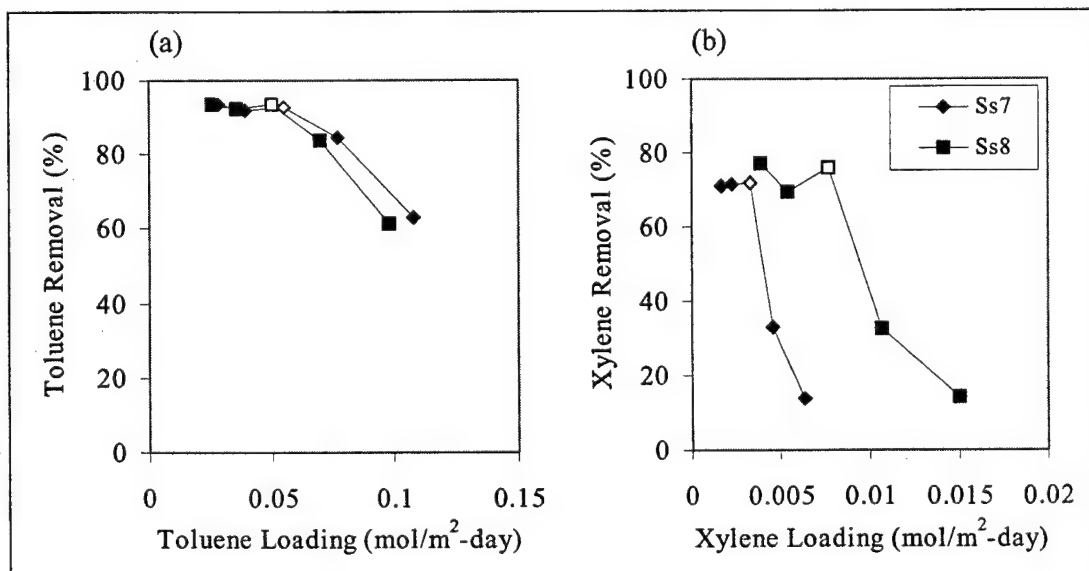 (a)
100
80
60
40
20
0
Toluene Removal (%)
0 0.05 0.1 0.15
Toluene Loading (mol/m²-day)
(b)
100
80
60
40
20
0
Xylene Removal (%)
Ss7
Ss8
0 0.005 0.01 0.015 0.02
Xylene Loading (mol/m²-day)